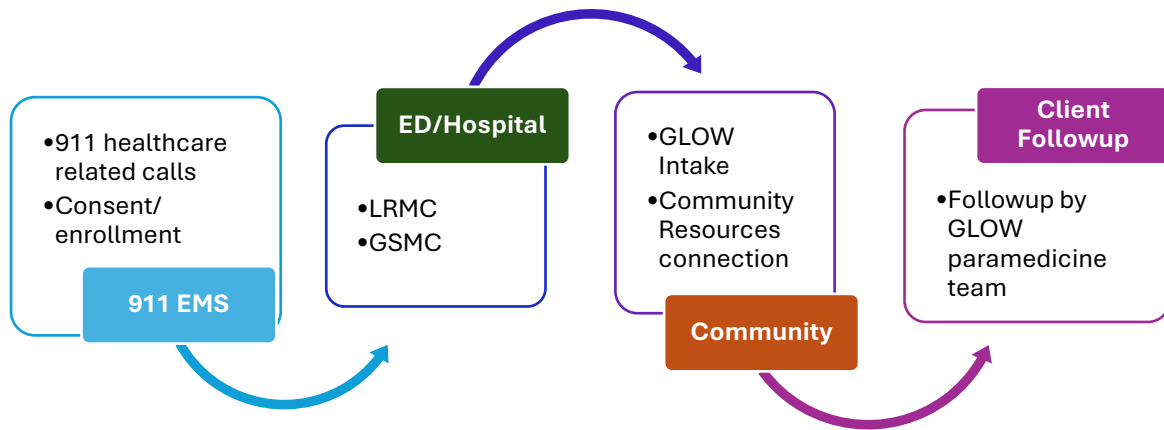 •911 healthcare
related calls
•Consent/
enrollment
911 EMS
ED/Hospital
•LRMC
•GSMC
•GLOW
Intake
•Community
Resources
connection
Community
Client
Followup
•Followup by
GLOW
paramedicine
team